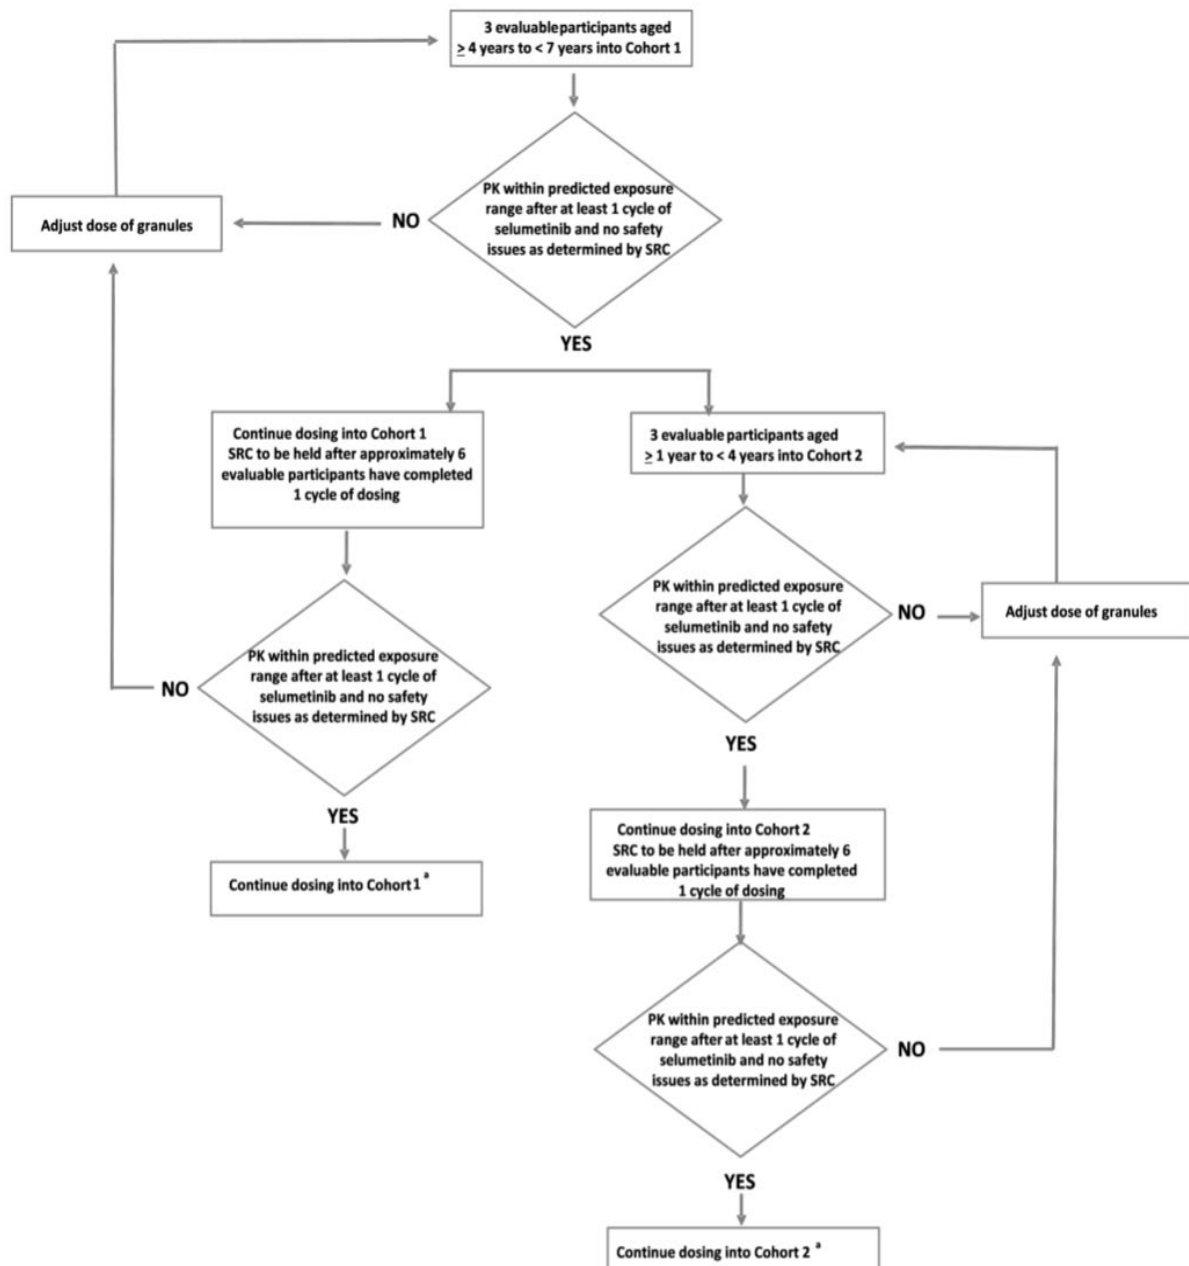 3 evaluable participants aged
≥ 4 years to < 7 years into Cohort 1
PK within predicted exposure
range after at least 1 cycle of
selumetinib and no safety
issues as determined by SRC
NO
Adjust dose of granules
YES
Continue dosing into Cohort 1
SRC to be held after approximately 6
evaluable participants have completed
1 cycle of dosing
3 evaluable participants aged
≥ 1 year to < 4 years into Cohort 2
PK within predicted exposure
range after at least 1 cycle of
selumetinib and no safety
issues as determined by SRC
NO
Adjust dose of granules
PK within predicted exposure
range after at least 1 cycle of
selumetinib and no safety
issues as determined by SRC
NO
YES
YES
Continue dosing into Cohort 1 a
Continue dosing into Cohort 2
SRC to be held after approximately 6
evaluable participants have completed
1 cycle of dosing
PK within predicted exposure
range after at least 1 cycle of
selumetinib and no safety
issues as determined by SRC
NO
YES
Continue dosing into Cohort 2 a